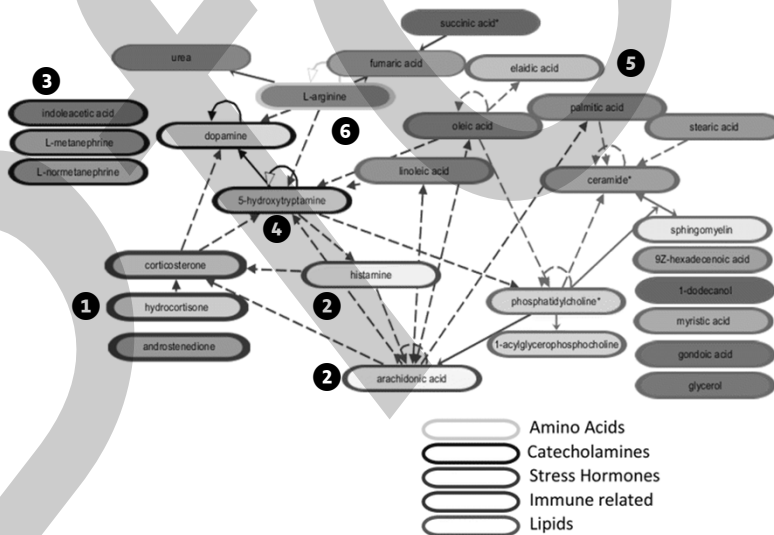 succinic acid*
urea
fumaric acid
elaidic acid
5
3
L-arginine
palmitic acid
indoleacetic acid
6
oleic acid
stearic acid
dopamine
L-metanephrine
linoleic acid
L-normetanephrine
ceramide*
5-hydroxytryptamine
4
sphingomyelin
corticosterone
9Z-hexadecenoic acid
histamine
1-dodecanol
1
hydrocortisone
2
phosphatidylcholine*
myristic acid
androstenedione
1-acylglycerophosphocholine
gondoic acid
2
arachidonic acid
glycerol
Amino Acids
Catecholamines
Stress Hormones
Immune related
Lipids